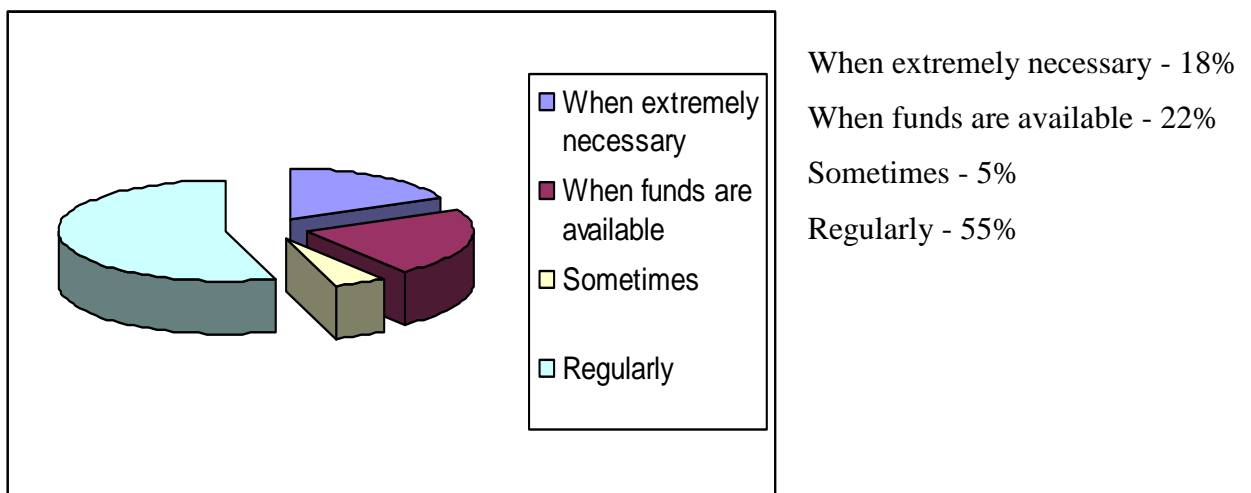 When extremely
necessary
When funds are
available
Sometimes
Regularly
When extremely necessary - 18%
When funds are available - 22%
Sometimes - 5%
Regularly - 55%